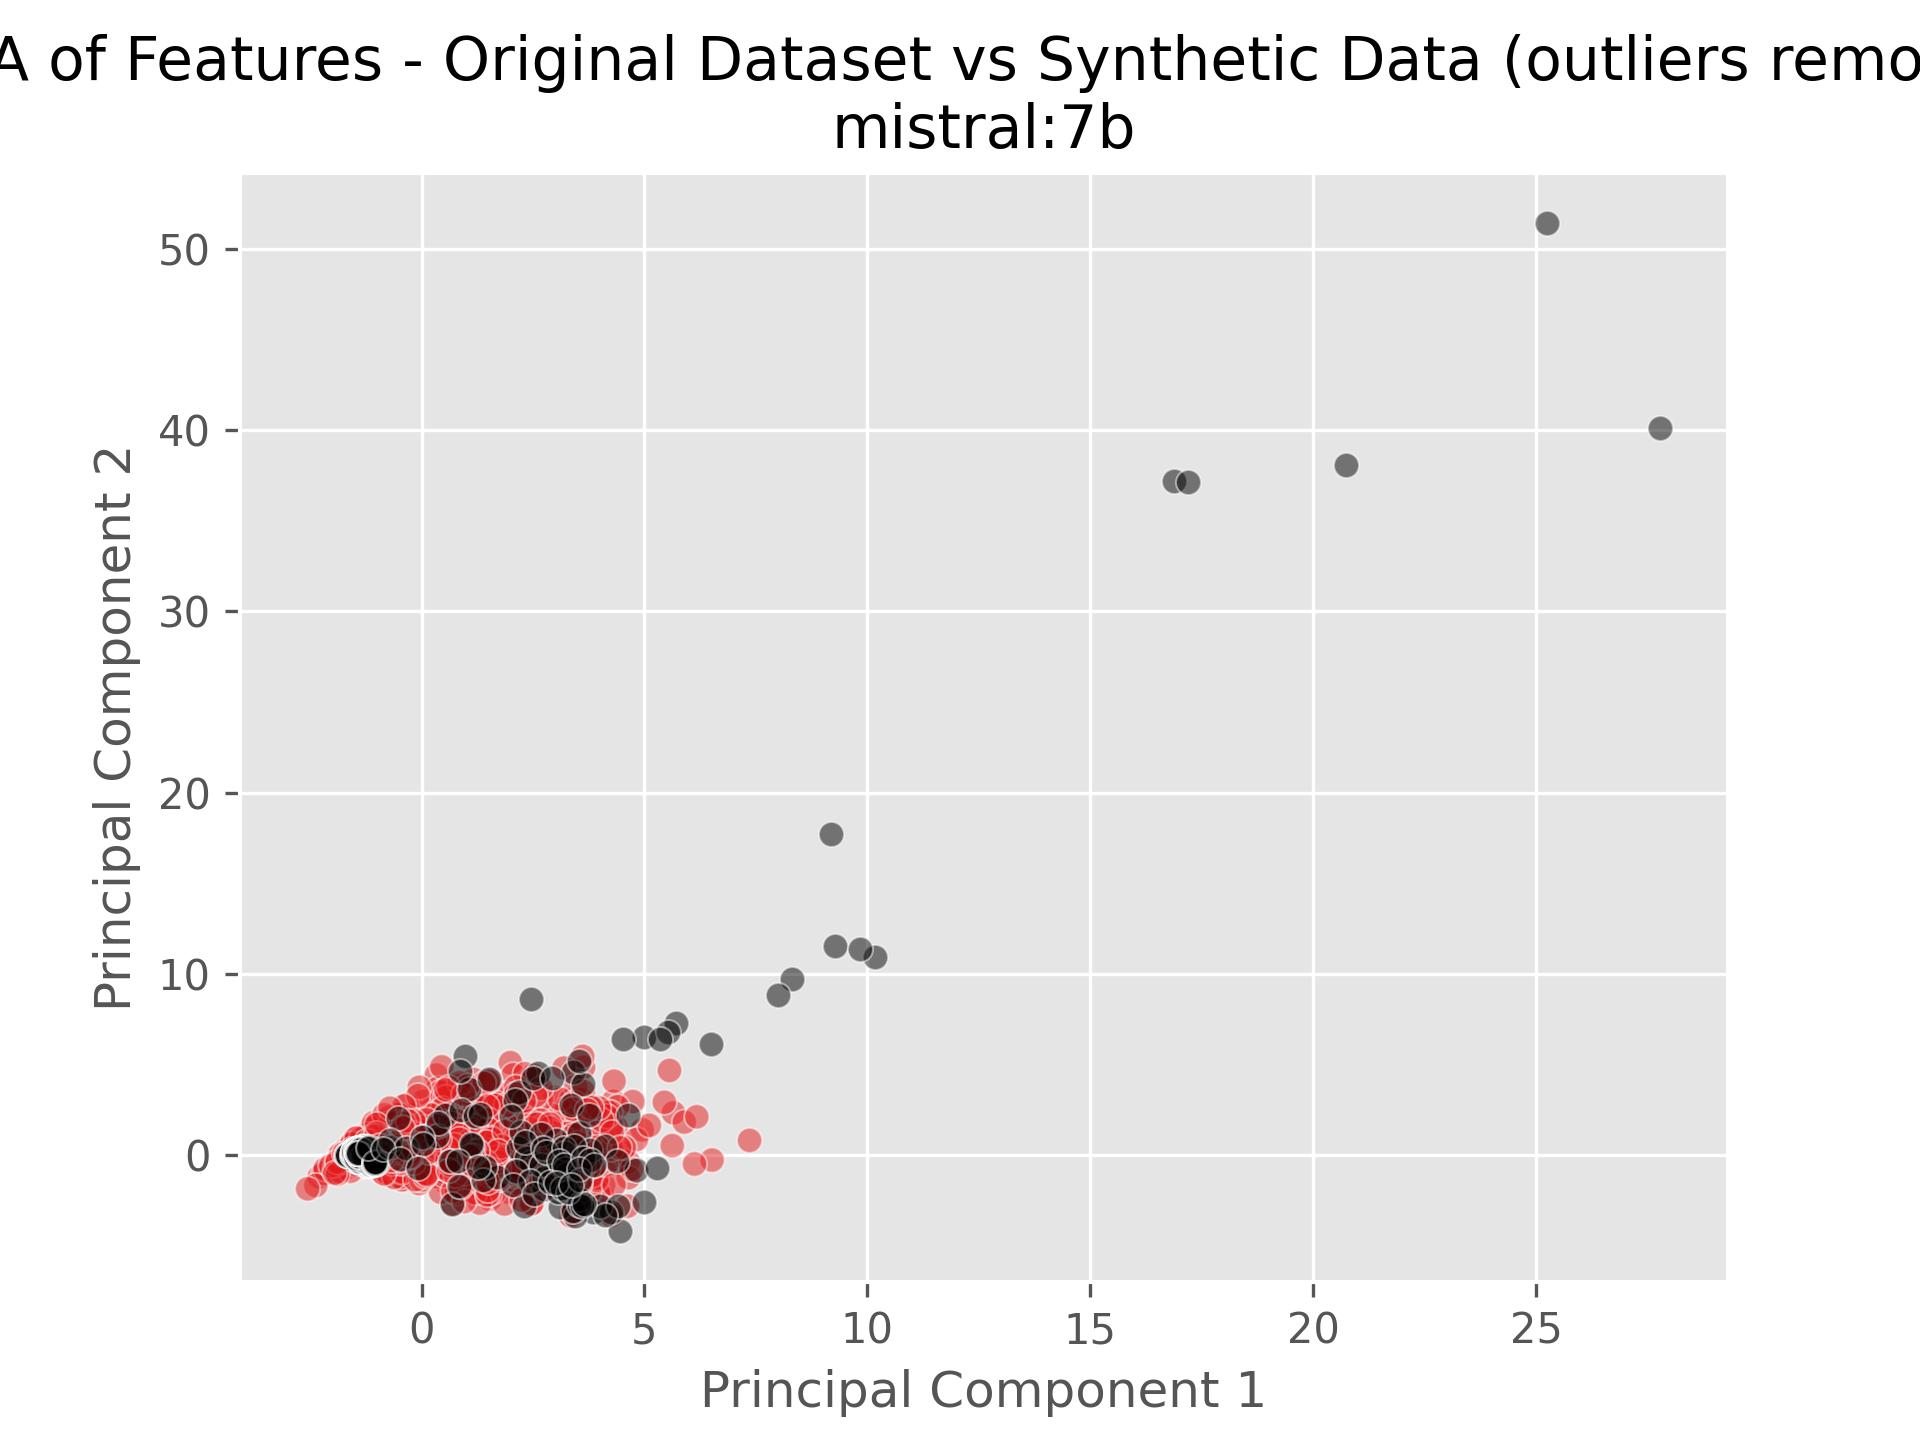 A of Features - Original Dataset vs Synthetic Data (outliers remo
mistral:7b
50
40
30
20
10
0
Principal Component 2
0 5 10 15 20 25
Principal Component 1